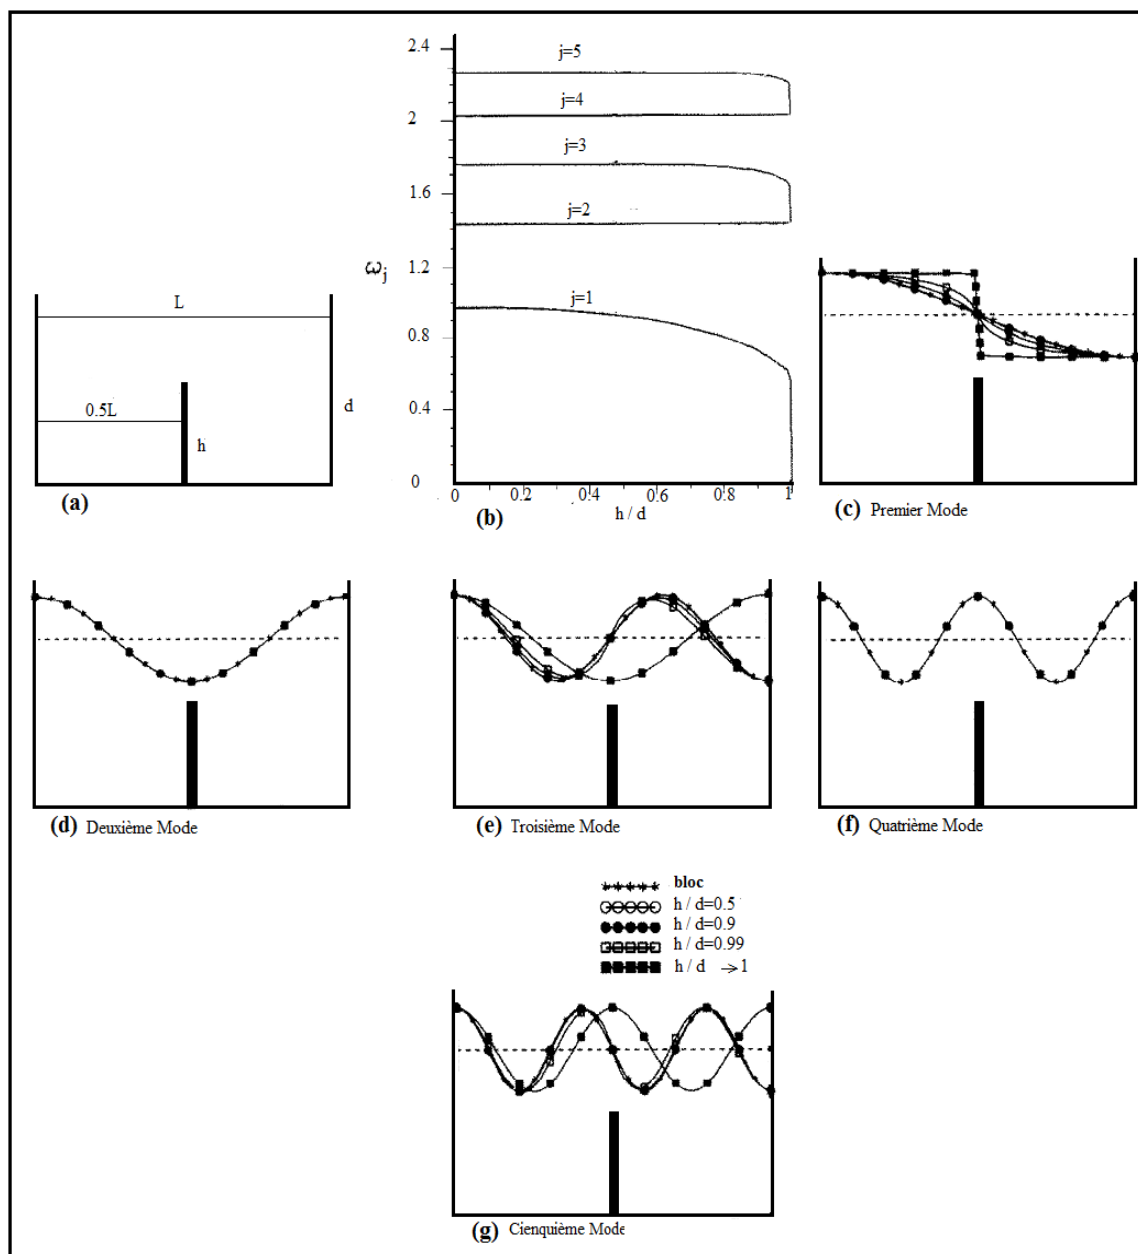 L
0.5L
h
d
(a)
2.4
2
1.6
1.2
0.8
0.4
0
ωj
j=5
j=4
j=3
j=2
j=1
0 0.2 0.4 0.6 0.8 1
h / d
(b)
(c) Premier Mode
(d) Deuxième Mode
(e) Troisième Mode
(f) Quatrième Mode
bloc
h / d=0.5
h / d=0.9
h / d=0.99
h / d →1
(g) Cienquième Mode